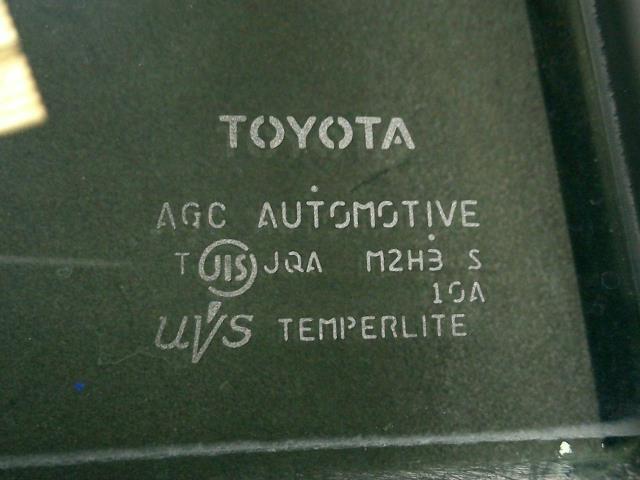 TOYOTA
AGC AUTOMOTIVE
T JIS JQA M2H3 S
10A
UVS TEMPERLITE